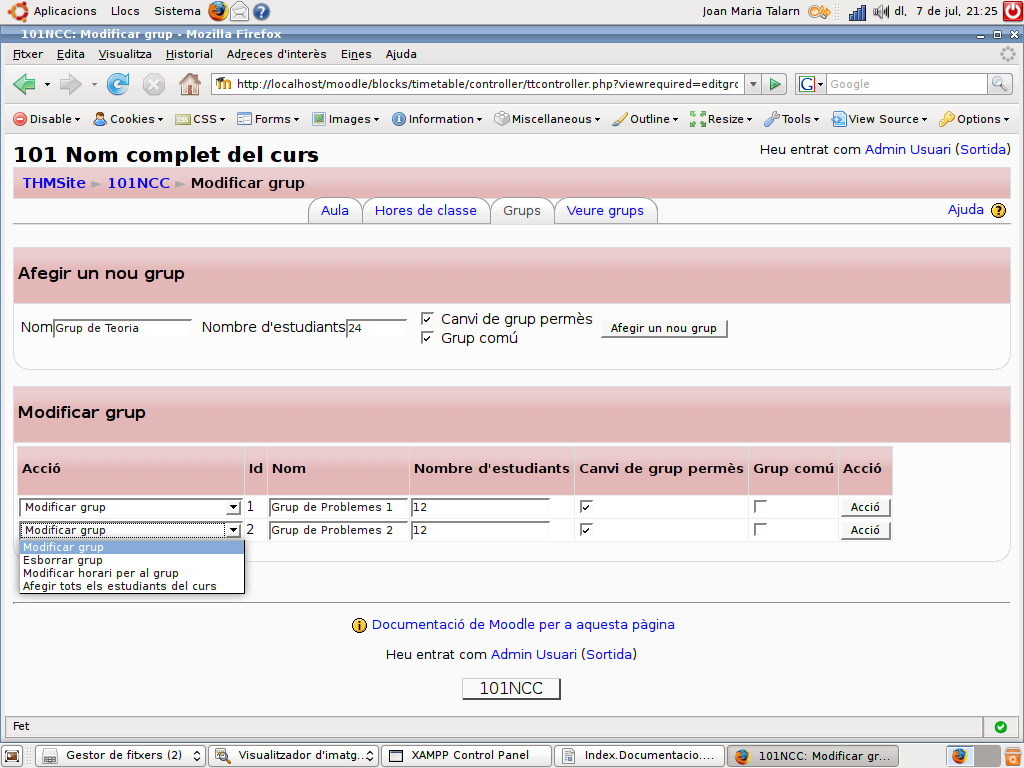 Aplicacions Llocs Sistema Joan Maria Talarn dl, 7 de jul, 21:25
101NCC: Modificar grup - Mozilla Firefox
Fitxer Edita Visualitza Historial Adreces d'interès Eines Ajuda
http://localhost/moodle/blocks/timetable/controller/ttcontroller.php?viewrequired=editgrc Google
Disable Cookies CSS Forms Images Information Miscellaneous Outline Resize Tools View Source Options
101 Nom complet del curs
Heu entrat com Admin Usuari (Sortida)
THMSite ► 101NCC ► Modificar grup
Aula Hores de classe Grups Veure grups Ajuda
Afegir un nou grup
Nom Grup de Teoria Nombre d'estudiants 24 Canvi de grup permès Afegir un nou grup
Grup comú
Modificar grup
Acció Id Nom Nombre d'estudiants Canvi de grup permès Grup comú Acció
Modificar grup 1 Grup de Problemes 1 12 Acció
Modificar grup 2 Grup de Problemes 2 12 Acció
Modificar grup
Esborrar grup
Modificar horari per al grup
Afegir tots els estudiants del curs
Documentació de Moodle per a aquesta pàgina
Heu entrat com Admin Usuari (Sortida)
101NCC
Fet
Gestor de fitxers (2) Visualitzador d'imatg... XAMPP Control Panel Index.Documentacio.... 101NCC: Modificar gr...